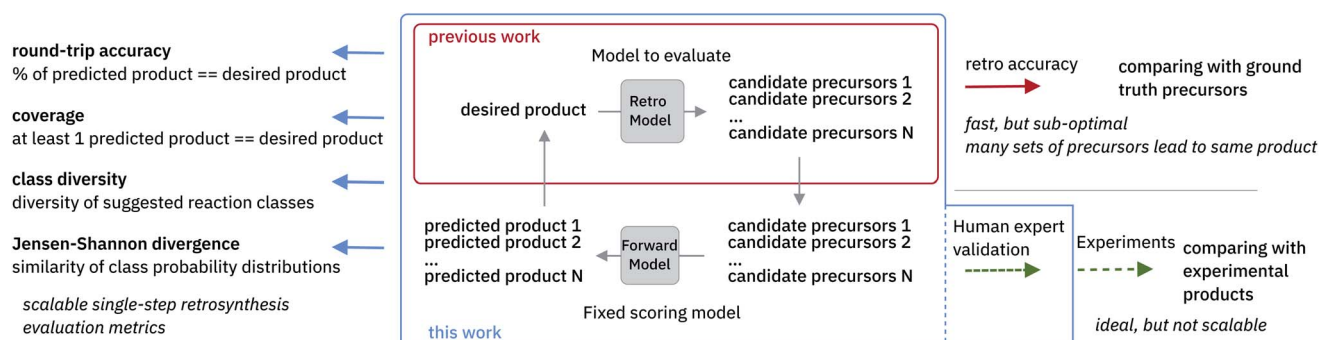 round-trip accuracy
% of predicted product == desired product
coverage
at least 1 predicted product == desired product
class diversity
diversity of suggested reaction classes
Jensen-Shannon divergence
similarity of class probability distributions
scalable single-step retrosynthesis
evaluation metrics
previous work
Model to evaluate
desired product
Retro
Model
candidate precursors 1
candidate precursors 2
...
candidate precursors N
predicted product 1
predicted product 2
...
predicted product N
Forward
Model
candidate precursors 1
candidate precursors 2
...
candidate precursors N
Fixed scoring model
this work
retro accuracy
comparing with ground
truth precursors
fast, but sub-optimal
many sets of precursors lead to same product
Human expert
validation
Experiments
comparing with
experimental
products
ideal, but not scalable